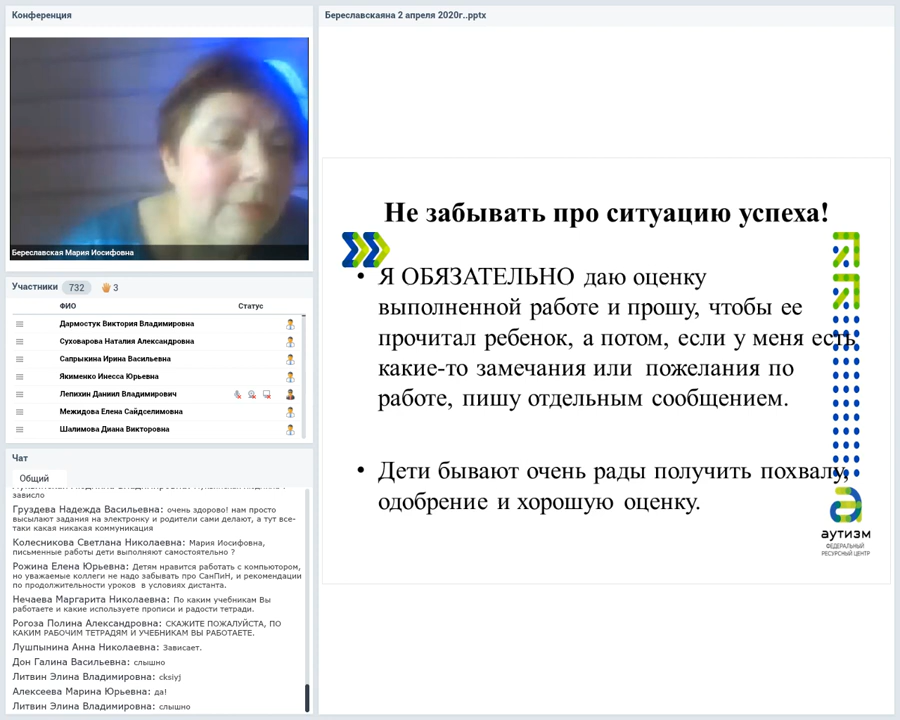 Конференция
Береславская Мария Иосифовна
Участники 732 3
ФИО Статус
Дармостук Виктория Владимировна
Суховарова Наталия Александровна
Сапрыкина Ирина Васильевна
Якименко Инесса Юрьевна
Лепихин Даниил Владимирович
Межидова Елена Сайдселимовна
Шалимова Диана Викторовна
Чат
Общий
зависло
Груздева Надежда Васильевна: очень здорово! нам просто
высылают задания на электронку и родители сами делают, а тут все-
таки какая никакая коммуникация
Колесникова Светлана Николаевна: Мария Иосифовна,
письменные работы дети выполняют самостоятельно ?
Рожина Елена Юрьевна: Детям нравится работать с компьютером,
но уважаемые коллеги не надо забывать про СанПиН, и рекомендации
по продолжительности уроков в условиях дистанта.
Нечаева Маргарита Николаевна: По каким учебникам Вы
работаете и какие используете прописи и радости тетради.
Рогоза Полина Александровна: СКАЖИТЕ ПОЖАЛУЙСТА, ПО
КАКИМ РАБОЧИМ ТЕТРАДЯМ И УЧЕБНИКАМ ВЫ РАБОТАЕТЕ.
Лушпынина Анна Николаевна: Зависает.
Дон Галина Васильевна: слышно
Литвин Элина Владимировна: cksiyj
Алексеева Марина Юрьевна: да!
Литвин Элина Владимировна: слышно
Береславскаяна 2 апреля 2020г..pptx
Не забывать про ситуацию успеха!
• Я ОБЯЗАТЕЛЬНО даю оценку
выполненной работе и прошу, чтобы ее
прочитал ребенок, а потом, если у меня есть
какие-то замечания или пожелания по
работе, пишу отдельным сообщением.
• Дети бывают очень рады получить похвалу,
одобрение и хорошую оценку.
аутизм
ФЕДЕРАЛЬНЫЙ
РЕСУРСНЫЙ ЦЕНТР